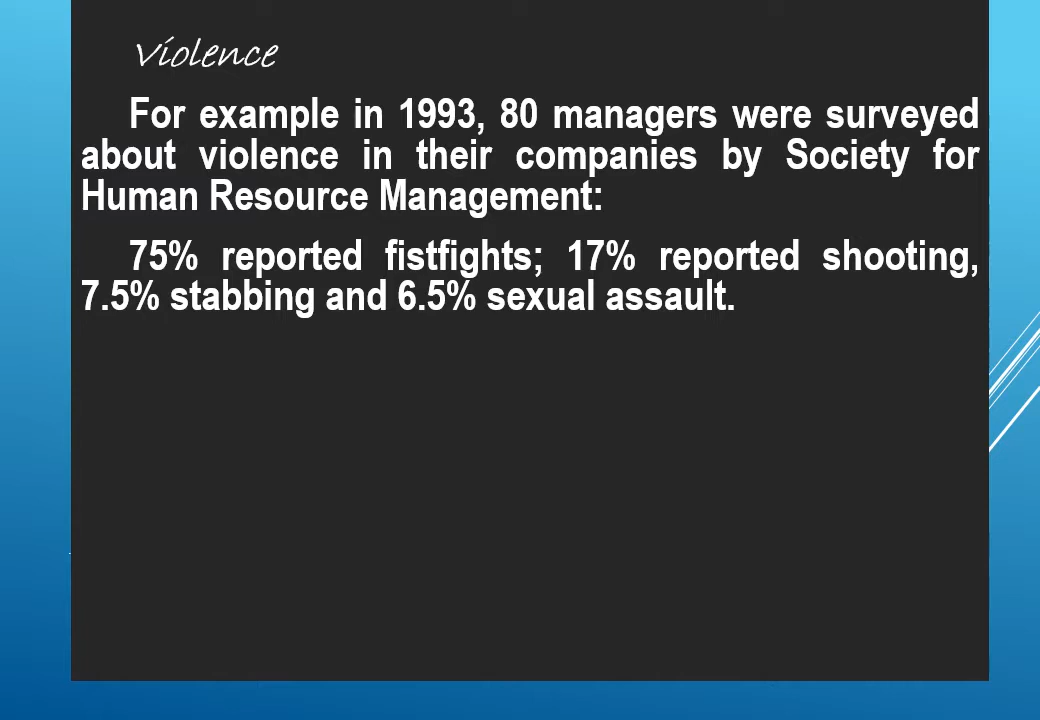 Violence
For example in 1993, 80 managers were surveyed
about violence in their companies by Society for
Human Resource Management:
75% reported fistfights; 17% reported shooting,
7.5% stabbing and 6.5% sexual assault.